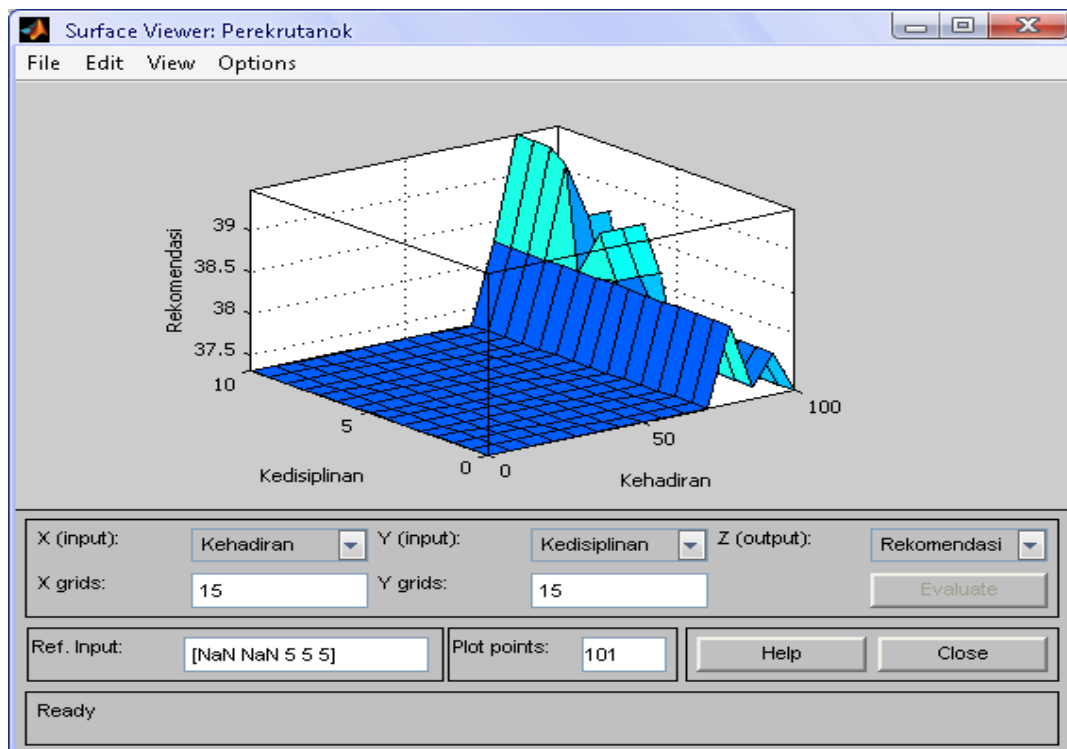 Surface Viewer: Perekrutanok
File Edit View Options
39
38.5
38
37.5
Rekomendasi
10
5
0
Kedisiplinan
0
50
100
Kehadiran
X (input): Kehadiran Y (input): Kedisiplinan Z (output): Rekomendasi
X grids: 15 Y grids: 15 Evaluate
Ref. Input: [NaN NaN 5 5 5] Plot points: 101 Help Close
Ready